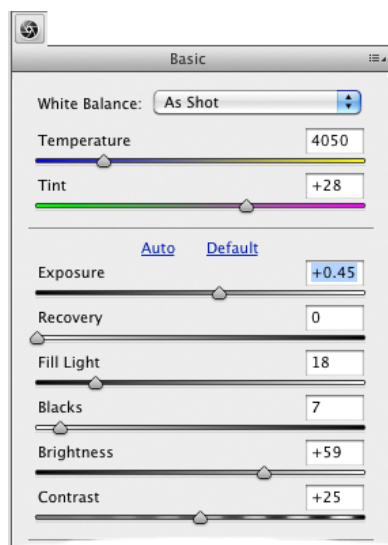 Basic
White Balance: As Shot
Temperature 4050
Tint +28
Auto Default
Exposure +0.45
Recovery 0
Fill Light 18
Blacks 7
Brightness +59
Contrast +25